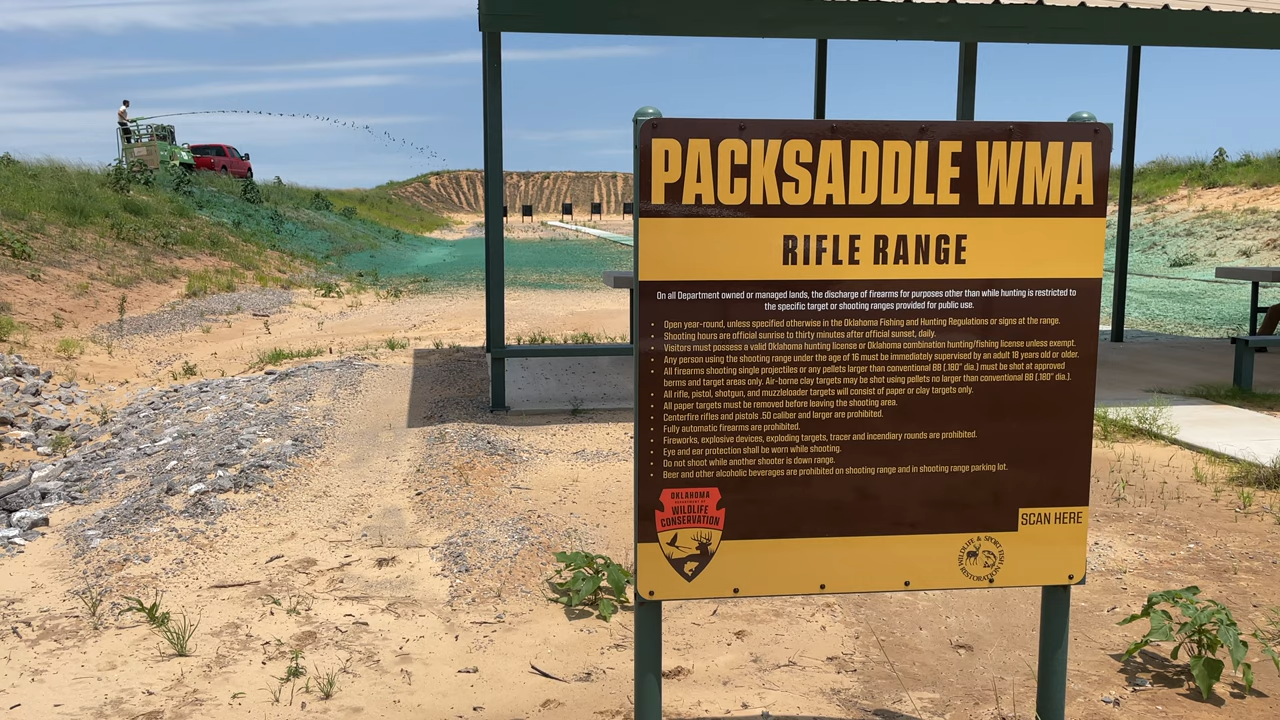 PACKSADDLE WMA
RIFLE RANGE
On all Department owned or managed lands, the discharge of firearms for purposes other than while hunting is restricted to
the specific target or shooting ranges provided for public use.
• Open year-round, unless specified otherwise in the Oklahoma Fishing and Hunting Regulations or signs at the range.
• Shooting hours are official sunrise to thirty minutes after official sunset, daily.
• Visitors must possess a valid Oklahoma hunting license or Oklahoma combination hunting/fishing license unless exempt.
• Any person using the shooting range under the age of 16 must be immediately supervised by an adult 18 years old or older.
• All firearms shooting single projectiles or any pellets larger than conventional BB (.180" dia.) must be shot at approved
berms and target areas only. Air-borne clay targets may be shot using pellets no larger than conventional BB (.180" dia.).
• All rifle, pistol, shotgun, and muzzleloader targets will consist of paper or clay targets only.
• All paper targets must be removed before leaving the shooting area.
• Centerfire rifles and pistols .50 caliber and larger are prohibited.
• Fully automatic firearms are prohibited.
• Fireworks, explosive devices, exploding targets, tracer and incendiary rounds are prohibited.
• Eye and ear protection shall be worn while shooting.
• Do not shoot while another shooter is down range.
• Beer and other alcoholic beverages are prohibited on shooting range and in shooting range parking lot.
OKLAHOMA
DEPARTMENT OF
WILDLIFE
CONSERVATION
SCAN HERE
WILDLIFE & SPORT FISH
RESTORATION